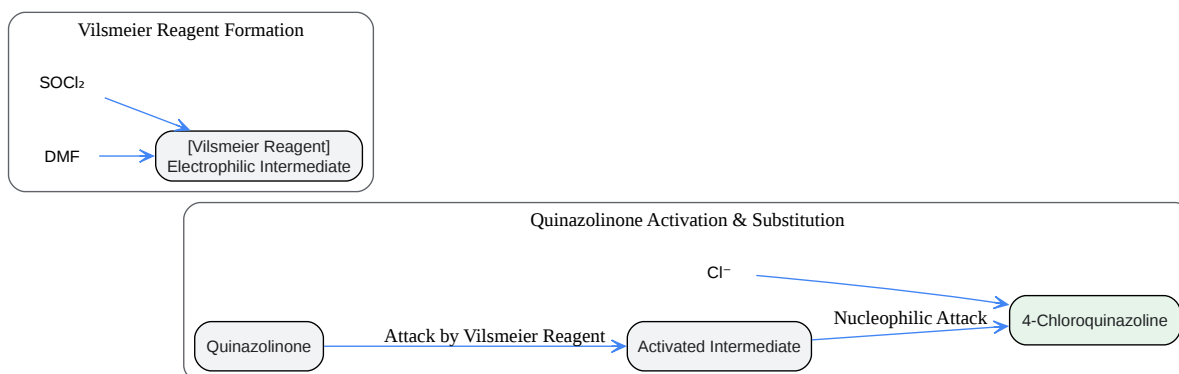 Vilsmeier Reagent Formation
SOCl₂
DMF
[Vilsmeier Reagent]
Electrophilic Intermediate
Quinazolinone Activation & Substitution
Cl⁻
Quinazolinone
Attack by Vilsmeier Reagent
Activated Intermediate
Nucleophilic Attack
4-Chloroquinazoline